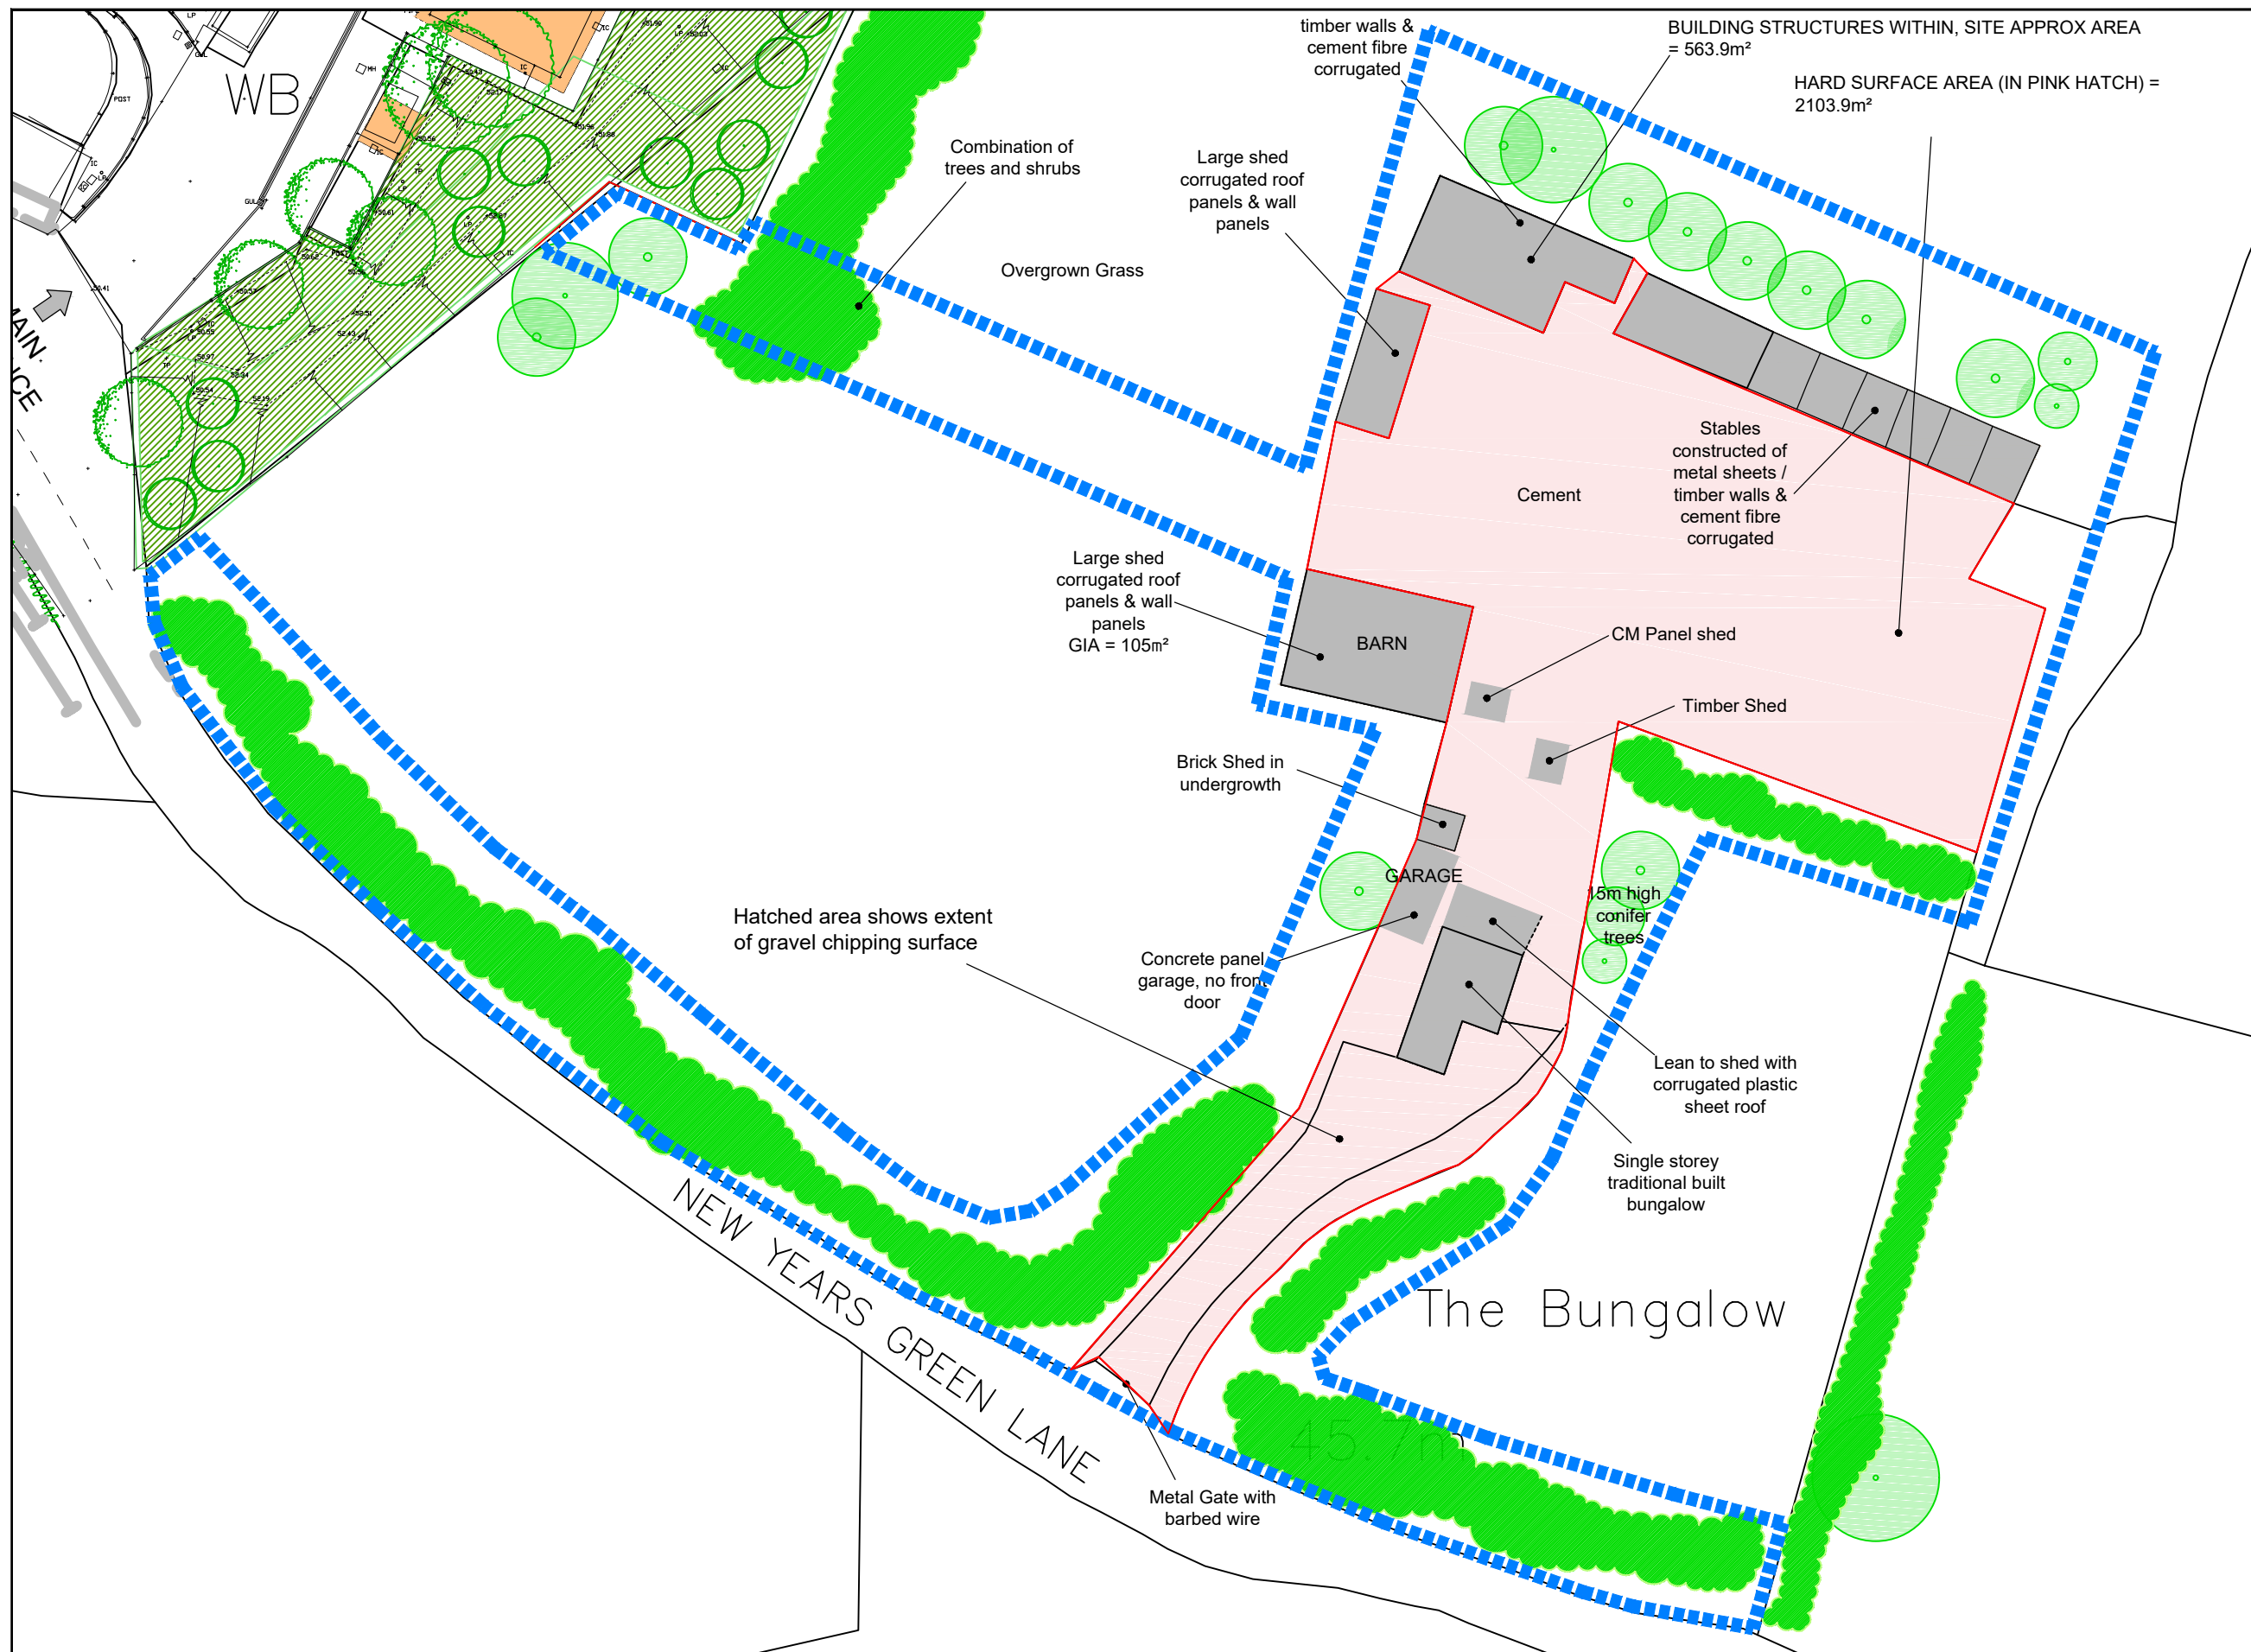 timber walls &
cement fibre
corrugated
BUILDING STRUCTURES WITHIN, SITE APPROX AREA
= 563.9m²
HARD SURFACE AREA (IN PINK HATCH) =
2103.9m²
WB
POST
Combination of
trees and shrubs
Large shed
corrugated roof
panels & wall
panels
Overgrown Grass
Stables
constructed of
metal sheets /
timber walls &
cement fibre
corrugated
Cement
Large shed
corrugated roof
panels & wall
panels
GIA = 105m²
BARN
CM Panel shed
Timber Shed
Brick Shed in
undergrowth
GARAGE
15m high
conifer
trees
Hatched area shows extent
of gravel chipping surface
Concrete panel
garage, no front
door
Lean to shed with
corrugated plastic
sheet roof
Single storey
traditional built
bungalow
NEW YEARS GREEN LANE
The Bungalow
45.7m
Metal Gate with
barbed wire